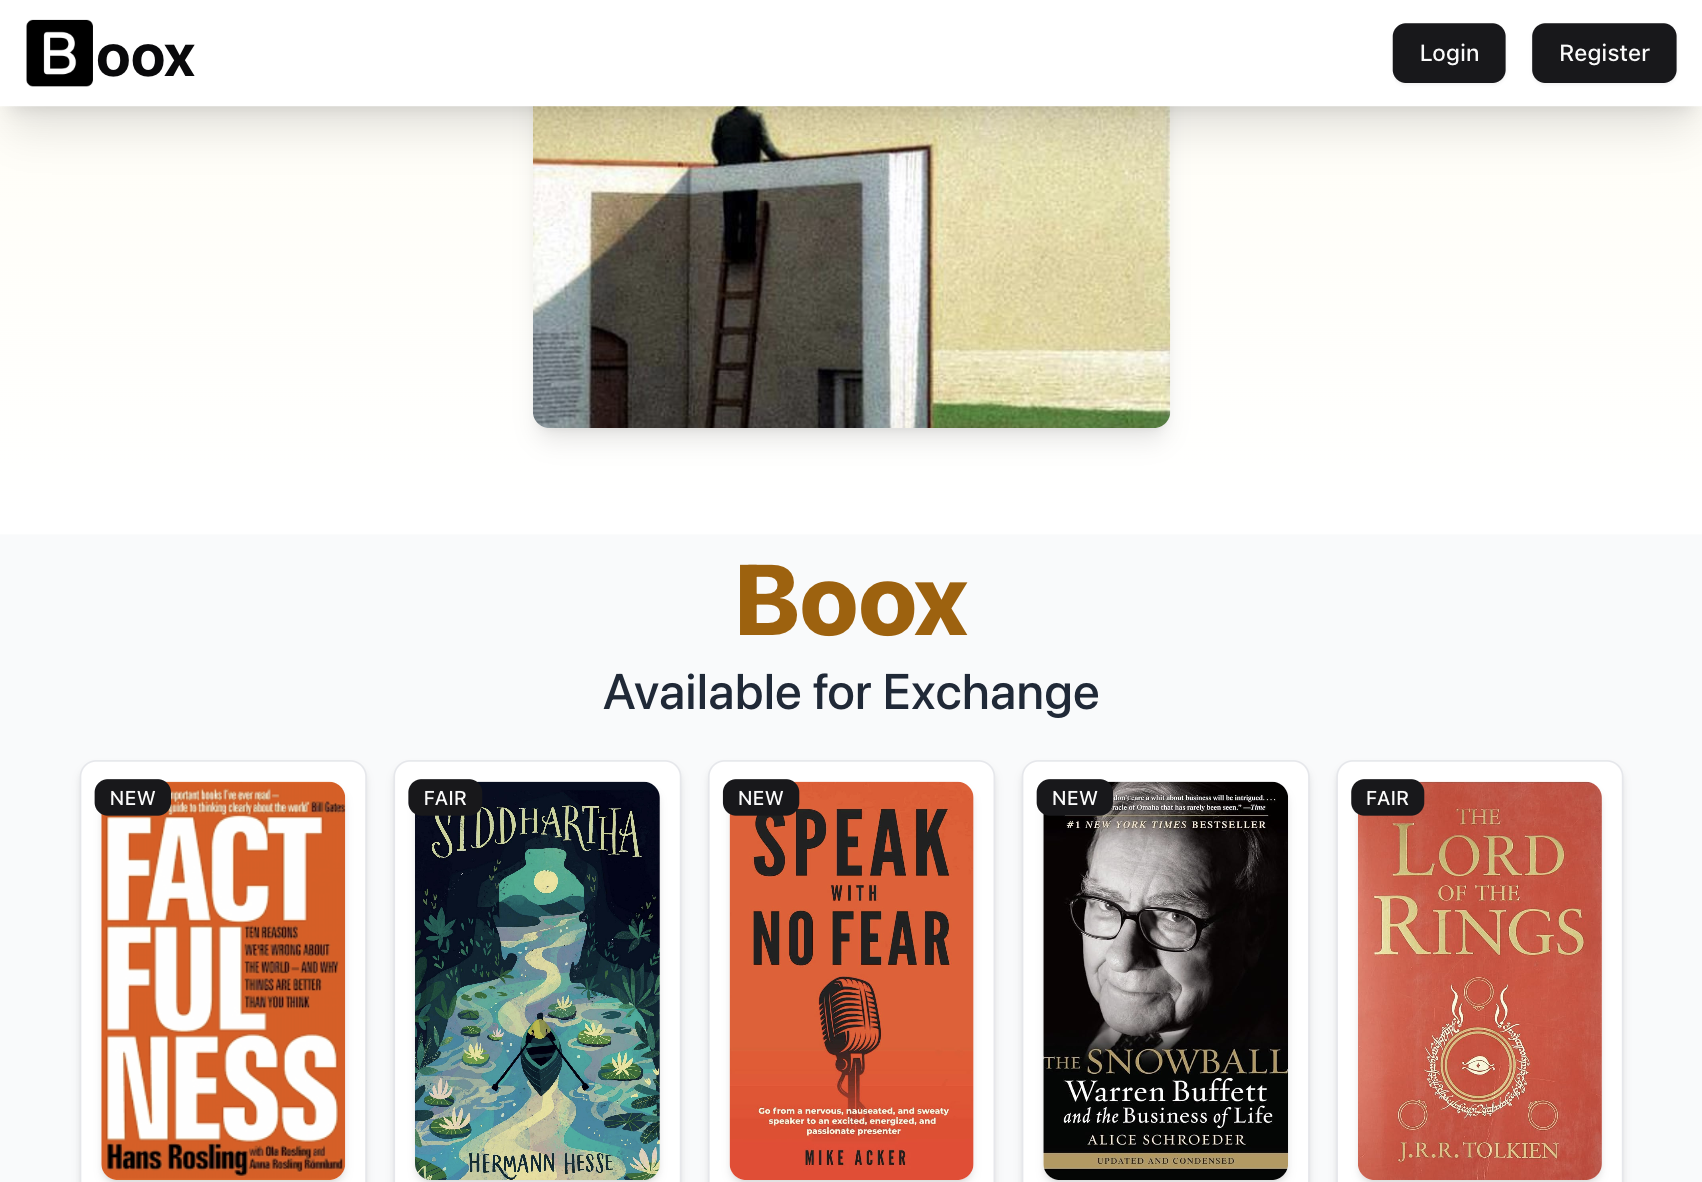 Boox
Login
Register
Boox
Available for Exchange
NEW
portant books I've ever read –
guide to thinking clearly about the world' Bill Gates
FACT
FUL
TEN REASONS
WE'RE WRONG ABOUT
THE WORLD – AND WHY
THINGS ARE BETTER
THAN YOU THINK
NESS
Hans Rosling with Ola Rosling and
Anna Rosling Rönnlund
FAIR
SIDDHARTHA
HERMANN HESSE
NEW
SPEAK
WITH
NO FEAR
Go from a nervous, nauseated, and sweaty
speaker to an excited, energized, and
passionate presenter
MIKE ACKER
NEW
don't care a whit about business will be intrigued. . . .
racle of Omaha that has rarely been seen." —Time
#1 NEW YORK TIMES BESTSELLER
THE SNOWBALL
Warren Buffett
and the Business of Life
ALICE SCHROEDER
UPDATED AND CONDENSED
FAIR
THE
LORD
OF THE
RINGS
J.R.R. TOLKIEN